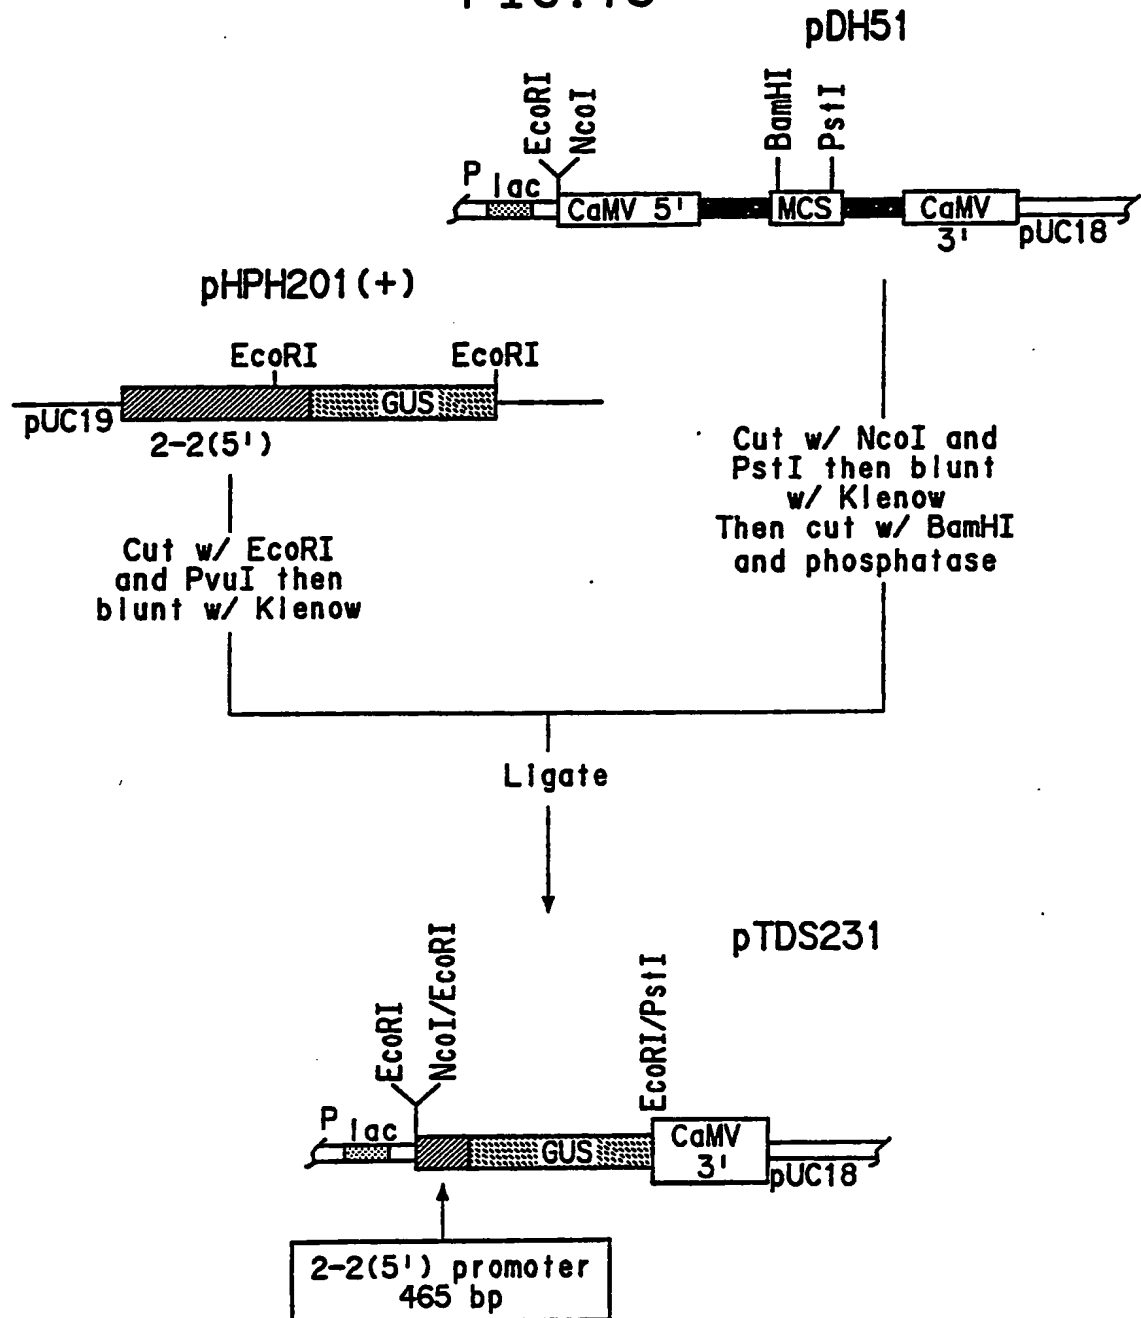 pDH51
EcoRI
NcoI
BamHI
PstI
P lac
CaMV 5'
MCS
CaMV
3'
pUC18
pHPH201(+)
EcoRI
EcoRI
GUS
pUC19
2-2(5')
Cut w/ EcoRI
and PvuI then
blunt w/ Klenow
Cut w/ NcoI and
PstI then blunt
w/ Klenow
Then cut w/ BamHI
and phosphatase
Ligate
pTDS231
EcoRI
NcoI/EcoRI
EcoRI/PstI
P lac
GUS
CaMV
3'
pUC18
2-2(5') promoter
465 bp